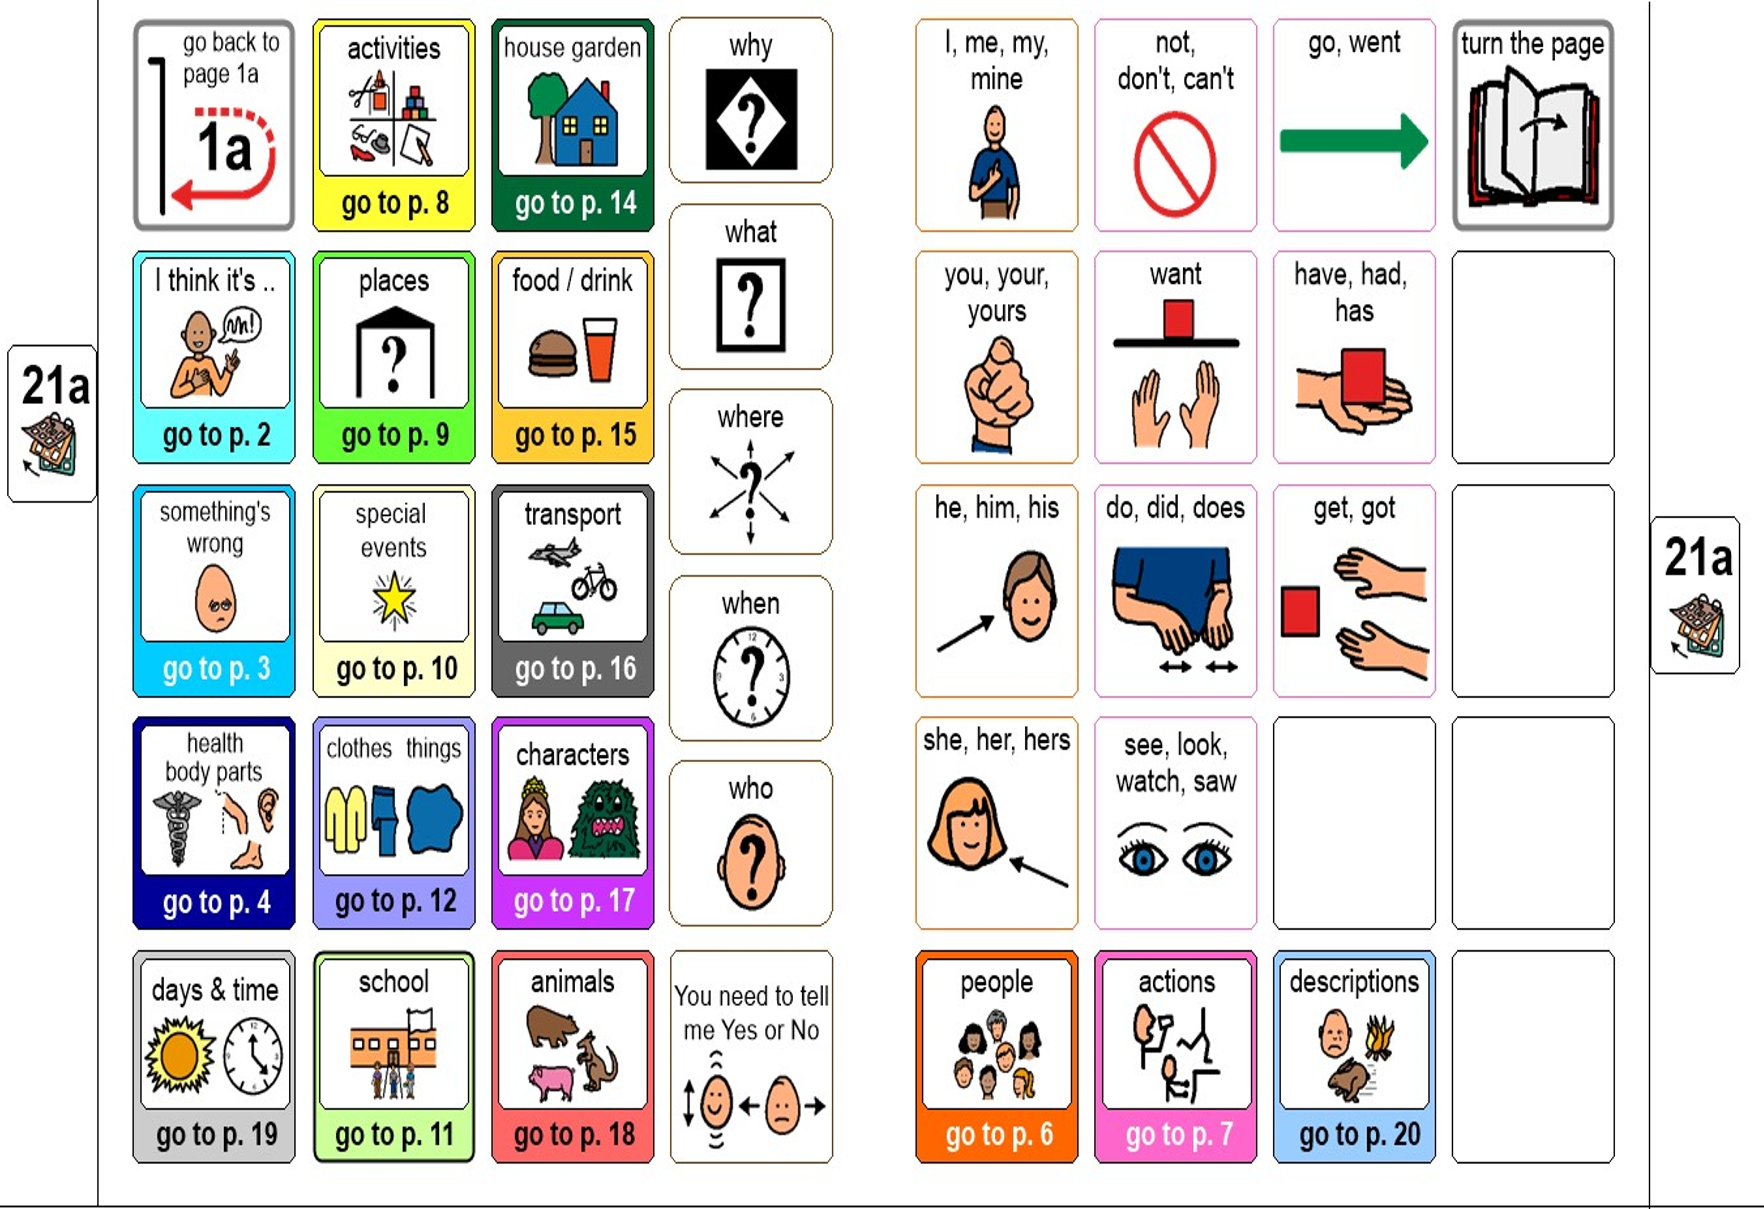 go back to
page 1a
1a
activities
go to p. 8
house garden
go to p. 14
why
I, me, my,
mine
not,
don't, can't
go, went
turn the page
I think it's ..
go to p. 2
places
go to p. 9
food / drink
go to p. 15
what
you, your,
yours
want
have, had,
has
21a
something's
wrong
go to p. 3
special
events
go to p. 10
transport
go to p. 16
where
when
he, him, his
do, did, does
get, got
21a
health
body parts
go to p. 4
clothes things
go to p. 12
characters
go to p. 17
who
she, her, hers
see, look,
watch, saw
days & time
go to p. 19
school
go to p. 11
animals
go to p. 18
You need to tell
me Yes or No
people
go to p. 6
actions
go to p. 7
descriptions
go to p. 20